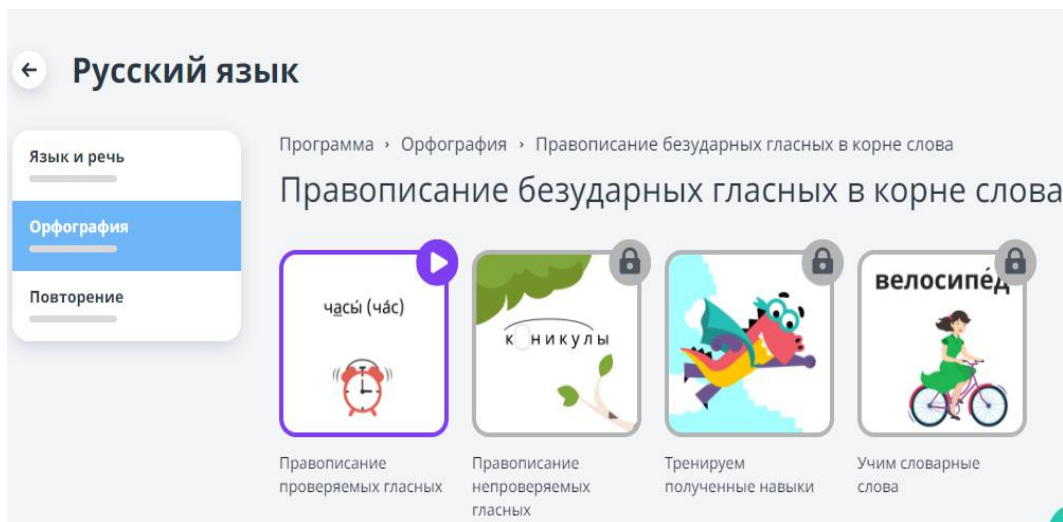 Русский язык
Язык и речь
Орфография
Повторение
Программа › Орфография › Правописание безударных гласных в корне слова
Правописание безударных гласных в корне слова
часы́ (ча́с)
к никулы
велосипе́д
Правописание
проверяемых гласных
Правописание
непроверяемых
гласных
Тренируем
полученные навыки
Учим словарные
слова